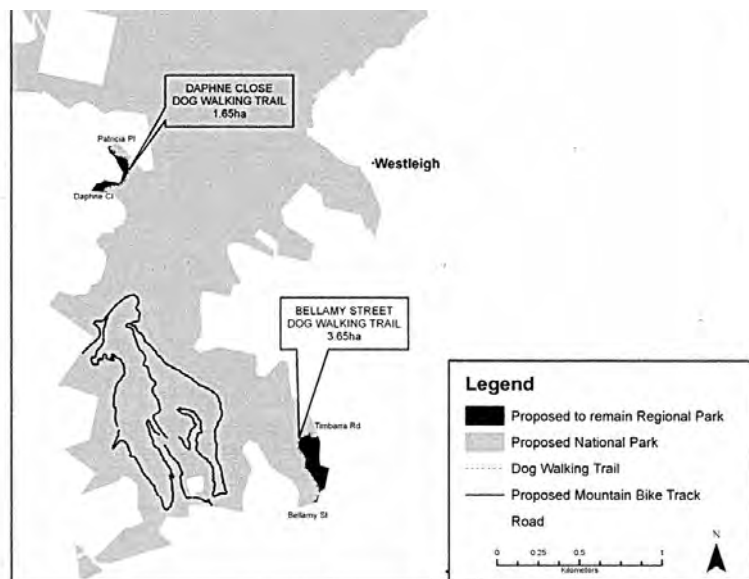 DAPHNE CLOSE
DOG WALKING TRAIL
1.65ha
Patricia Pl
Daphne Cl
Westleigh
BELLAMY STREET
DOG WALKING TRAIL
3.65ha
Timbarra Rd
Bellamy St
Legend
Proposed to remain Regional Park
Proposed National Park
Dog Walking Trail
Proposed Mountain Bike Track
Road
N
0 0.25 0.5 1
Kilometers